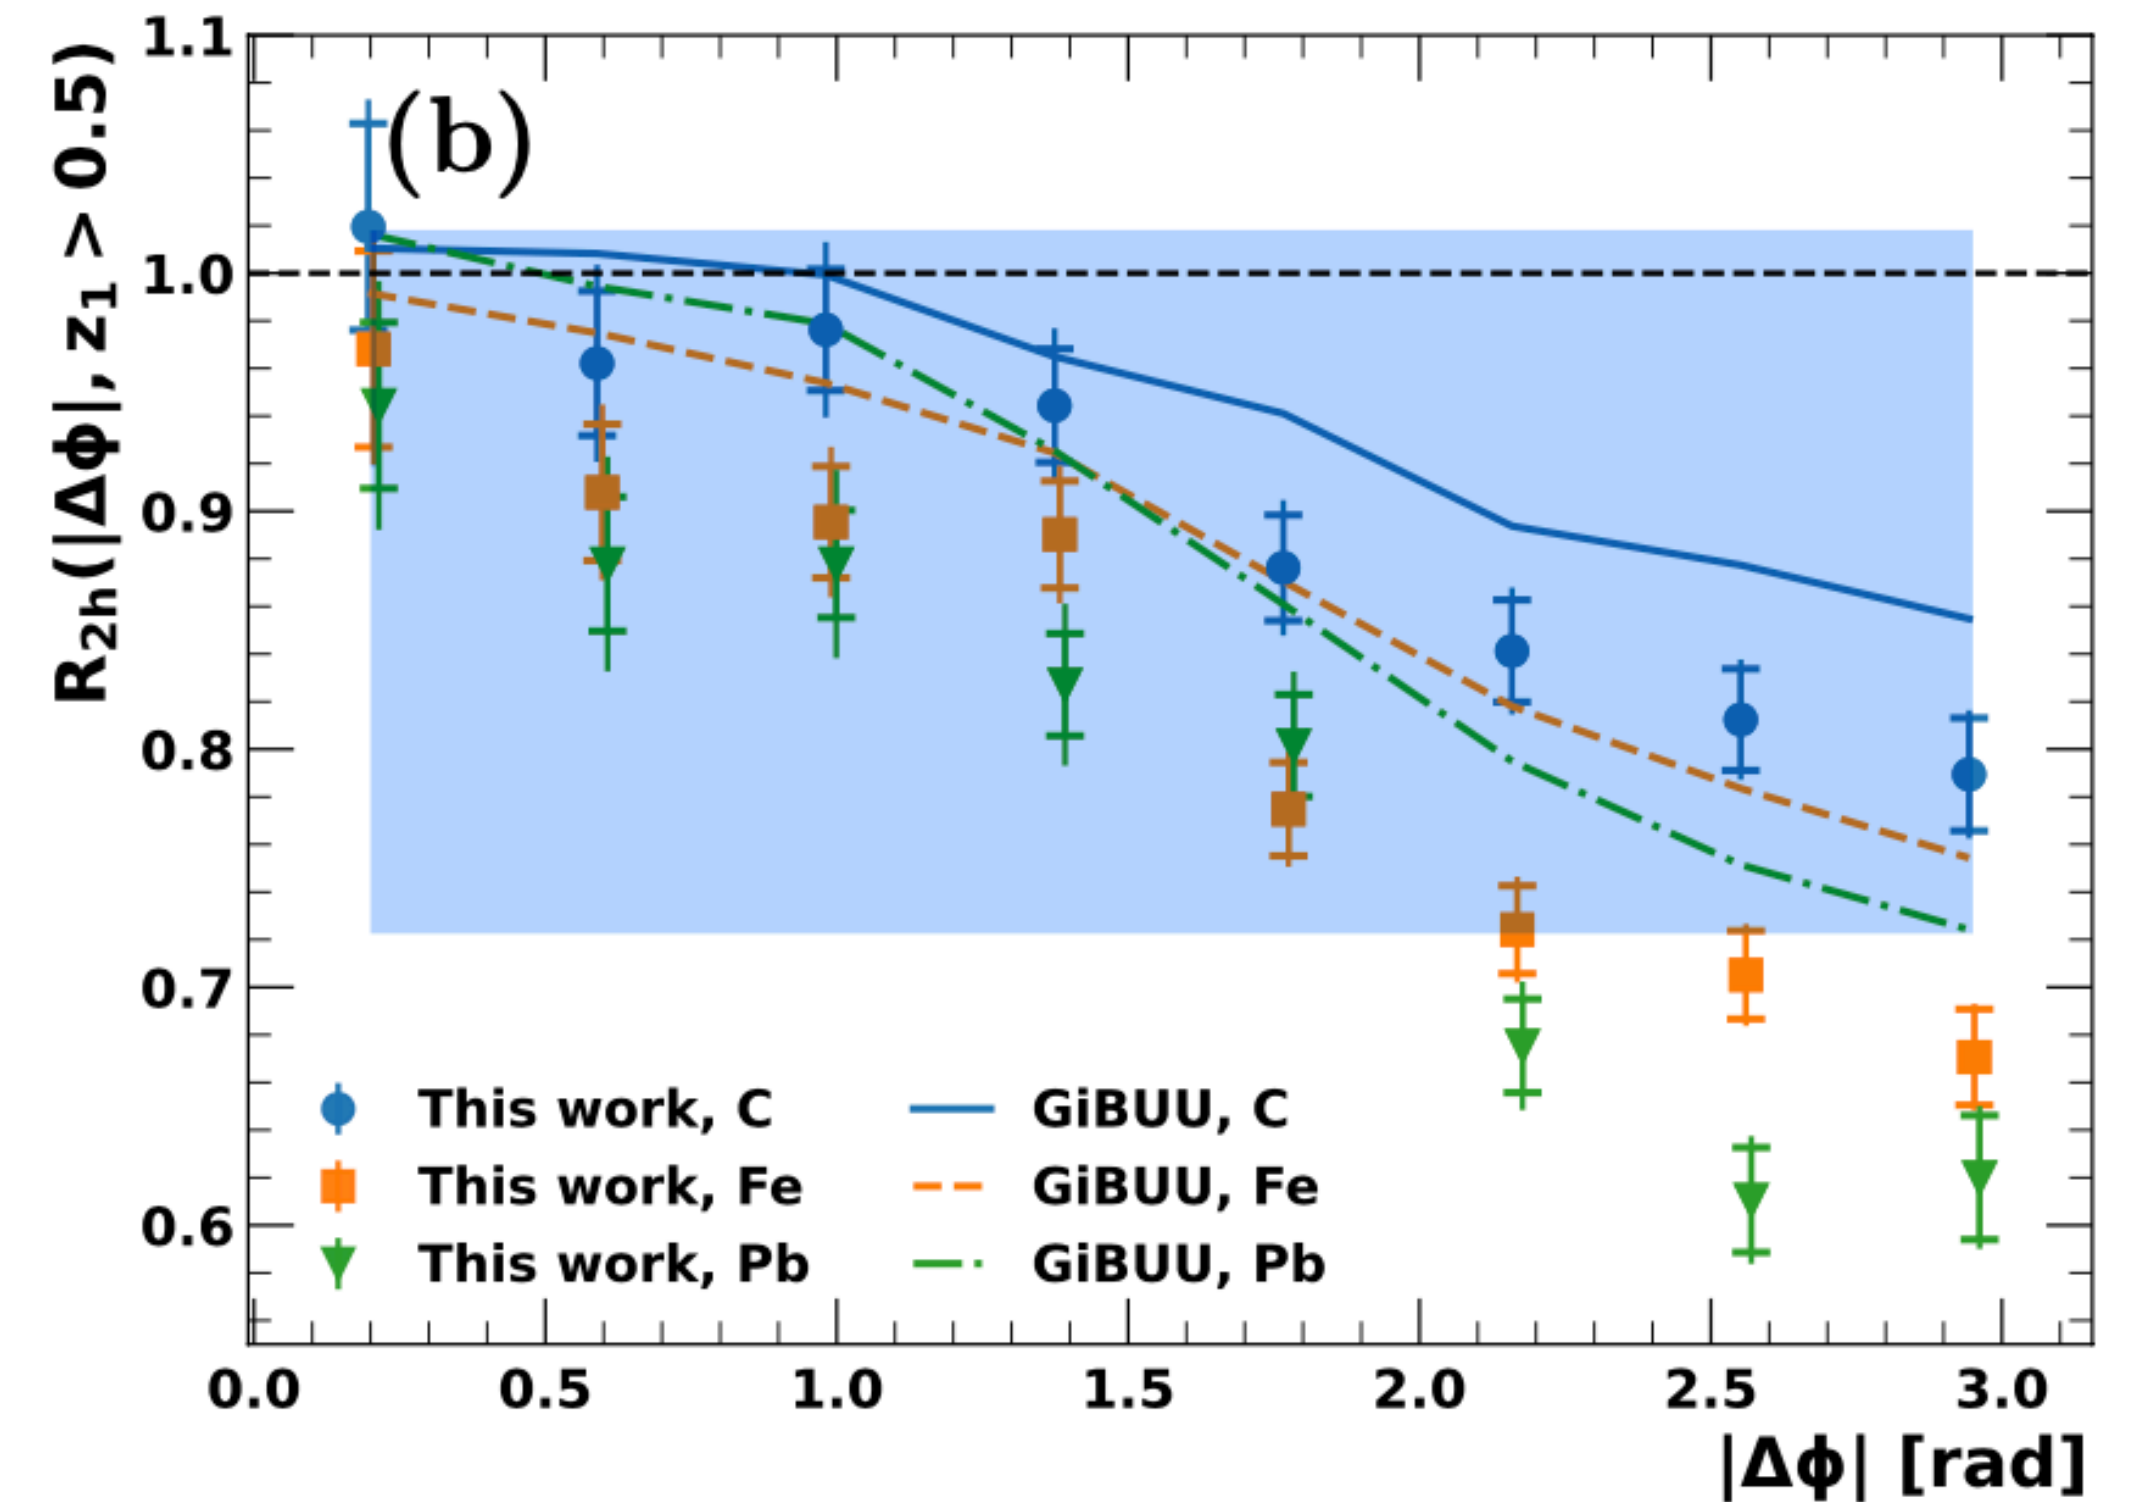 (b)
R2h(|Δϕ|, z1 > 0.5)
1.1
1.0
0.9
0.8
0.7
0.6
This work, C
This work, Fe
This work, Pb
GiBUU, C
GiBUU, Fe
GiBUU, Pb
0.0 0.5 1.0 1.5 2.0 2.5 3.0
|Δϕ| [rad]